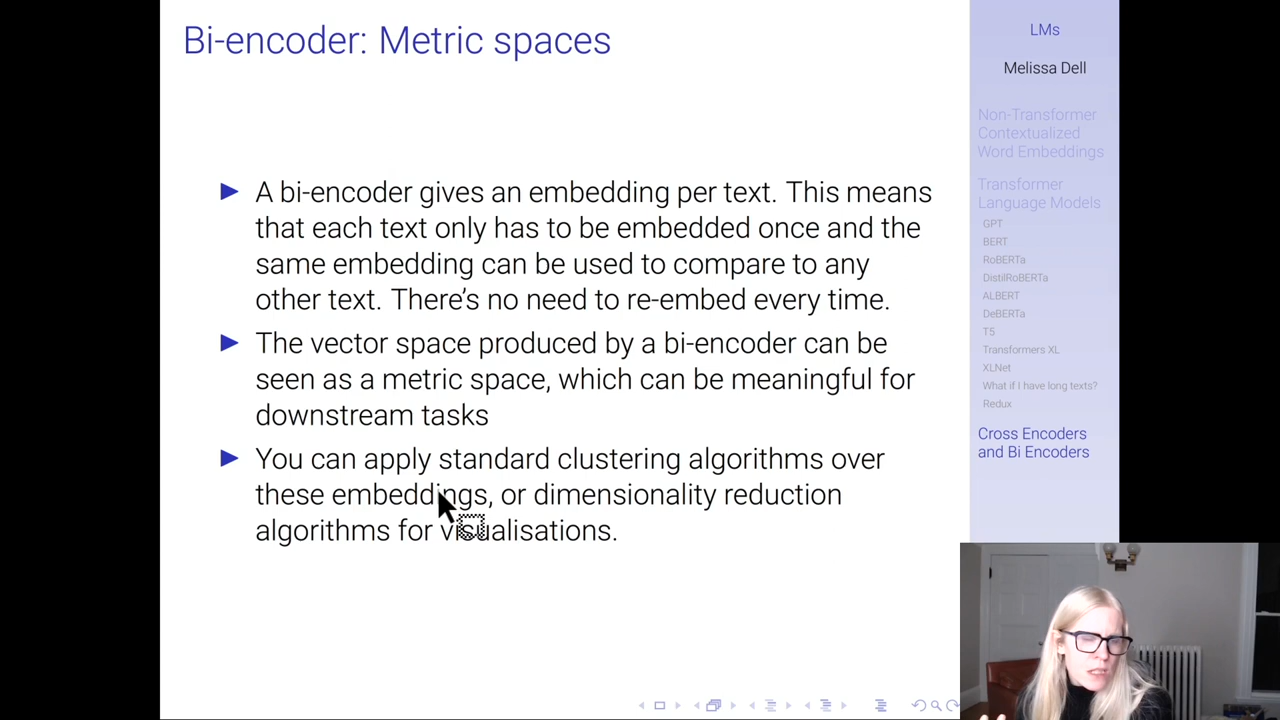 Bi-encoder: Metric spaces
A bi-encoder gives an embedding per text. This means
that each text only has to be embedded once and the
same embedding can be used to compare to any
other text. There's no need to re-embed every time.
The vector space produced by a bi-encoder can be
seen as a metric space, which can be meaningful for
downstream tasks
You can apply standard clustering algorithms over
these embeddings, or dimensionality reduction
algorithms for visualisations.
LMs
Melissa Dell
Non-Transformer
Contextualized
Word Embeddings
Transformer
Language Models
GPT
BERT
RoBERTa
DistilRoBERTa
ALBERT
DeBERTa
T5
Transformers XL
XLNet
What if I have long texts?
Redux
Cross Encoders
and Bi Encoders